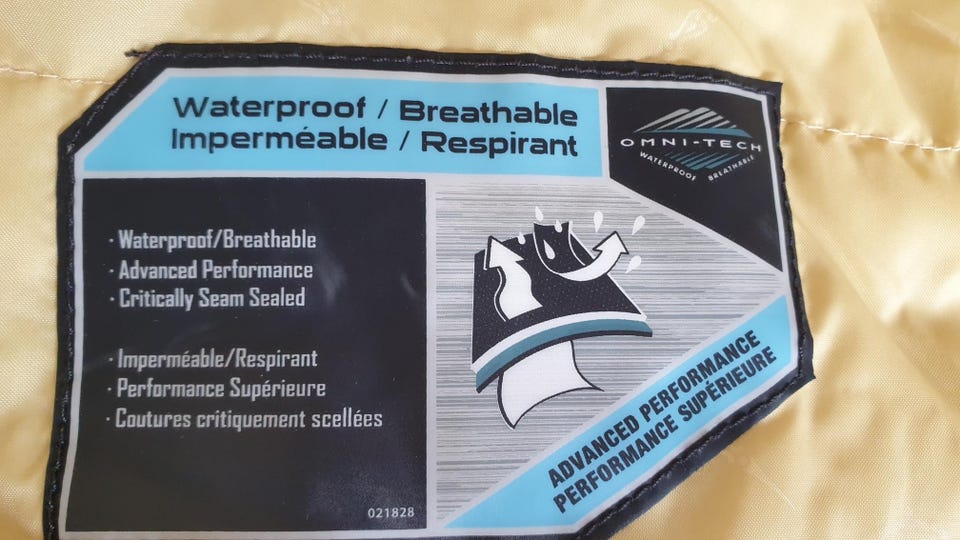 Waterproof / Breathable
Imperméable / Respirant
OMNI-TECH
WATERPROOF BREATHABLE
· Waterproof/Breathable
· Advanced Performance
· Critically Seam Sealed
· Imperméable/Respirant
· Performance Supérieure
· Coutures critiquement scellées
021828
ADVANCED PERFORMANCE
PERFORMANCE SUPÉRIEURE